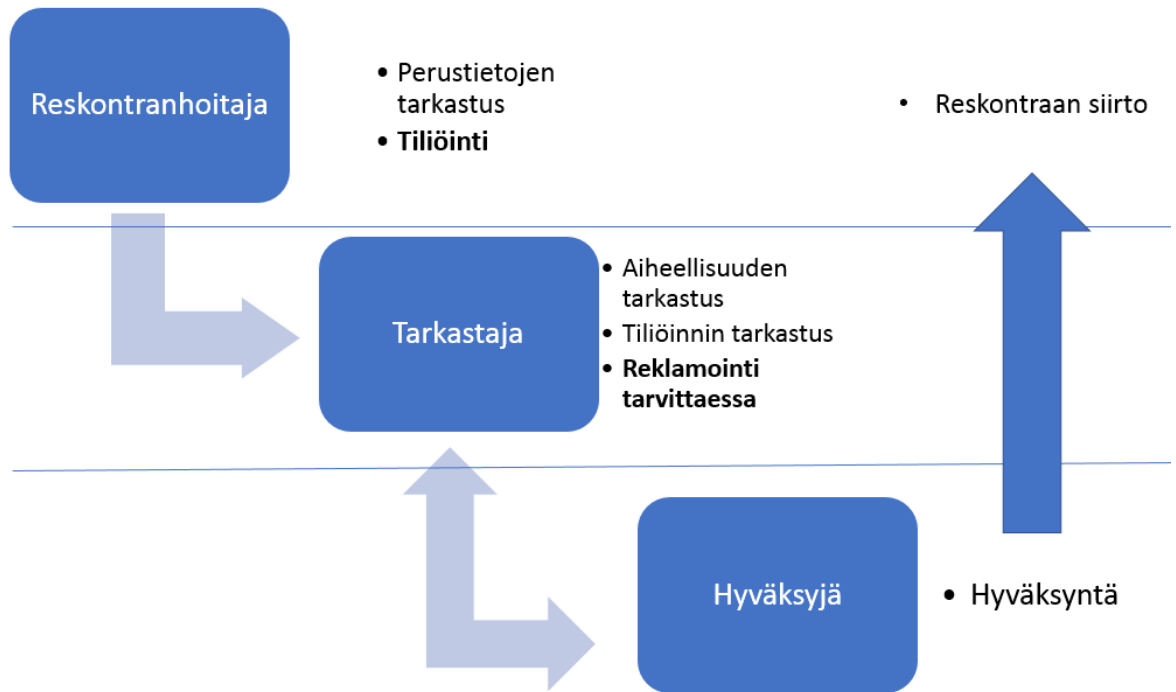 Reskontranhoitaja
• Perustietojen
tarkastus
• Tiliöinti
• Reskontraan siirto
Tarkastaja
• Aiheellisuuden
tarkastus
• Tiliöinnin tarkastus
• Reklamointi
tarvittaessa
Hyväksyjä
• Hyväksyntä